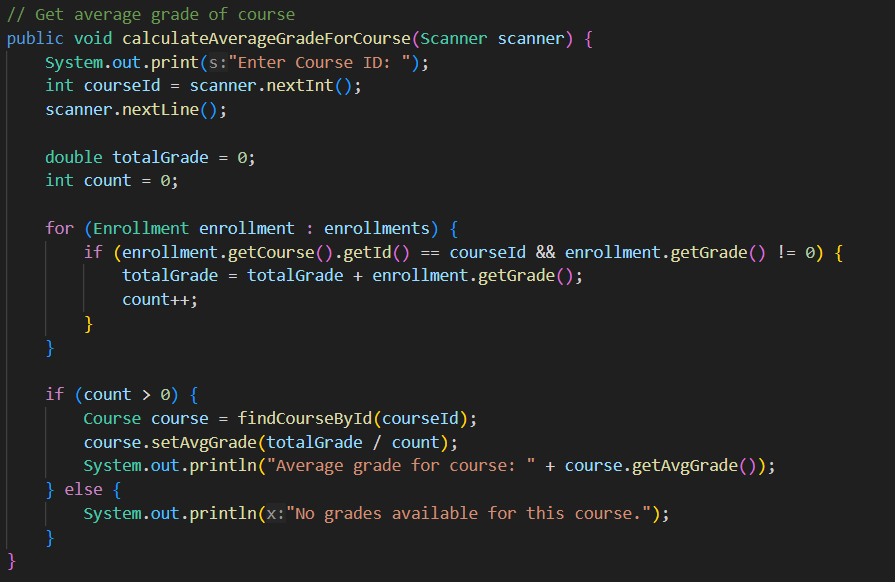 // Get average grade of course
public void calculateAverageGradeForCourse(Scanner scanner) {
    System.out.print(s:"Enter Course ID: ");
    int courseId = scanner.nextInt();
    scanner.nextLine();

    double totalGrade = 0;
    int count = 0;

    for (Enrollment enrollment : enrollments) {
        if (enrollment.getCourse().getId() == courseId && enrollment.getGrade() != 0) {
            totalGrade = totalGrade + enrollment.getGrade();
            count++;
        }
    }

    if (count > 0) {
        Course course = findCourseById(courseId);
        course.setAvgGrade(totalGrade / count);
        System.out.println("Average grade for course: " + course.getAvgGrade());
    } else {
        System.out.println(x:"No grades available for this course.");
    }
}